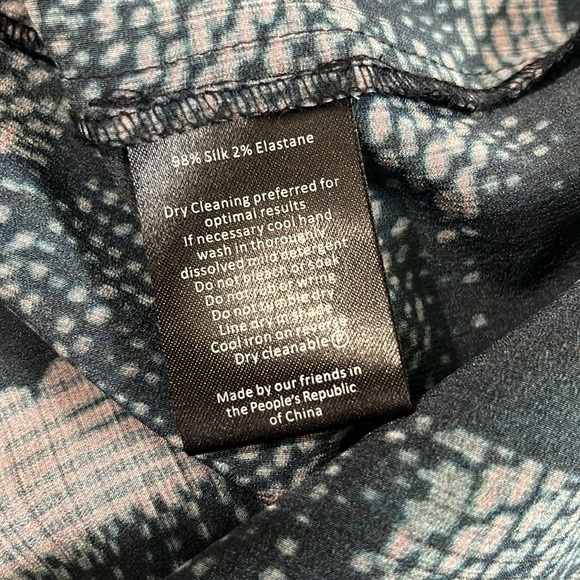 98% Silk 2% Elastane
Dry Cleaning preferred for
optimal results
If necessary cool hand
wash in thoroughly
dissolved mild detergent
Do not bleach or soak
Do not rub or wring
Do not tumble dry
Line dry in shade
Cool iron on reverse
Dry cleanable Ⓟ
Made by our friends in
the People's Republic
of China